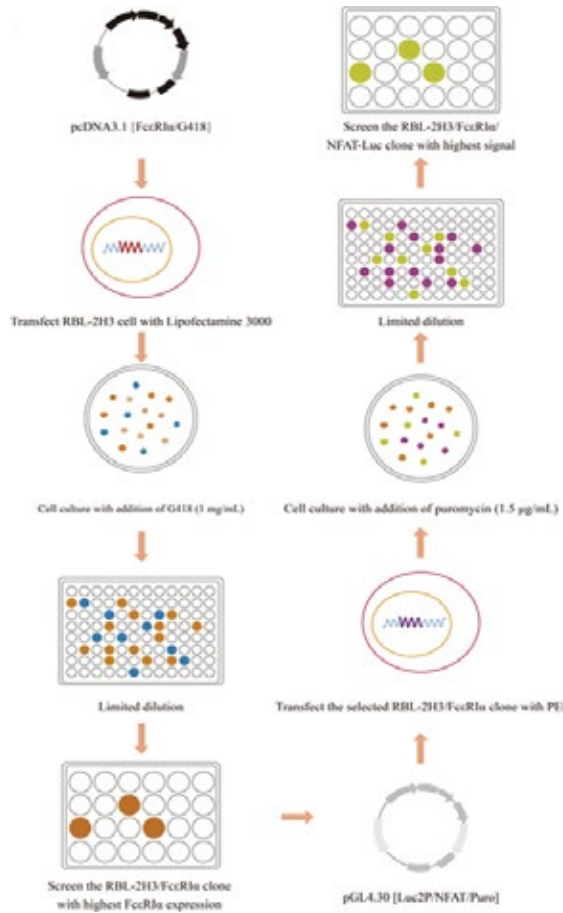 pcDNA3.1 [FcεRIα/G418]
Transfect RBL-2H3 cell with Lipofectamine 3000
Cell culture with addition of G418 (1 mg/mL)
Limited dilution
Screen the RBL-2H3/FcεRIα clone
with highest FcεRIα expression
pGL4.30 [Luc2P/NFAT/Puro]
Transfect the selected RBL-2H3/FcεRIα clone with PEI
Cell culture with addition of puromycin (1.5 μg/mL)
Limited dilution
Screen the RBL-2H3/FcεRIα/
NFAT-Luc clone with highest signal